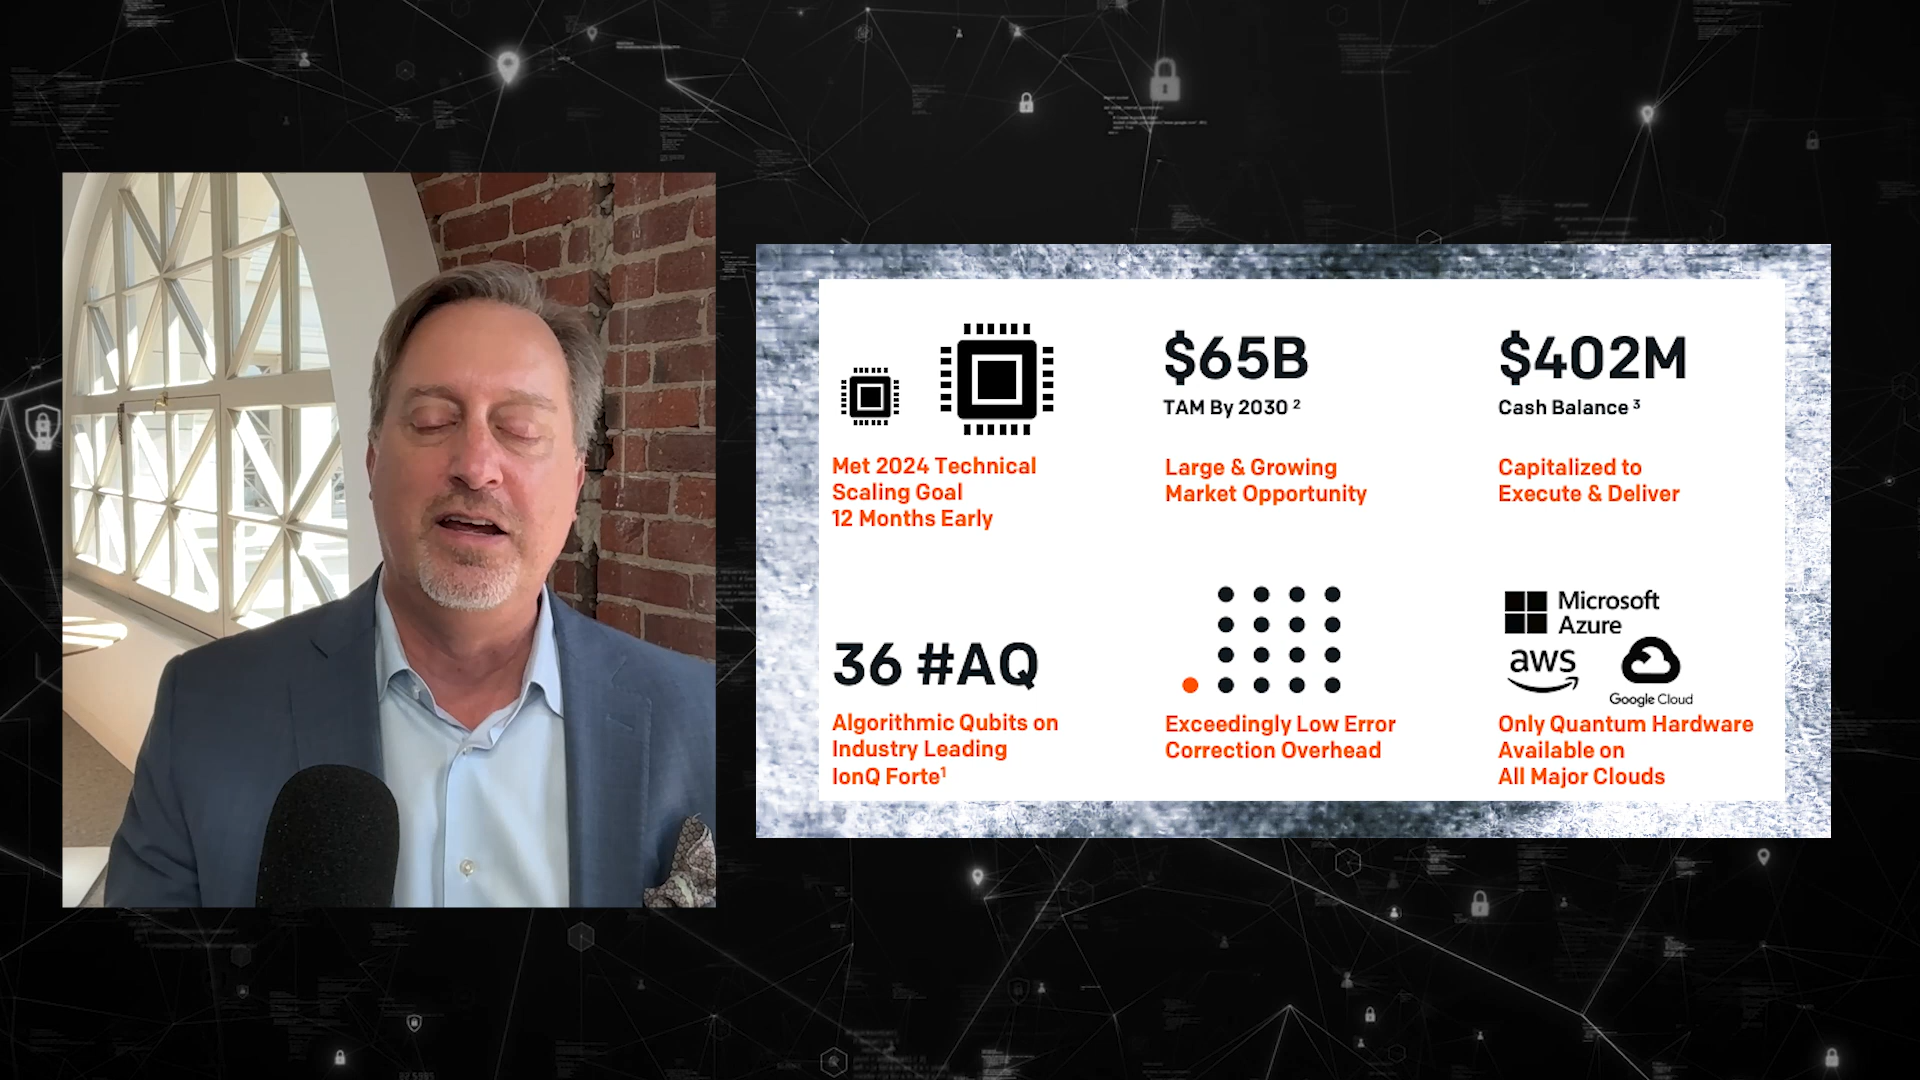 Met 2024 Technical
Scaling Goal
12 Months Early
$65B
TAM By 2030 ²
Large & Growing
Market Opportunity
$402M
Cash Balance ³
Capitalized to
Execute & Deliver
36 #AQ
Algorithmic Qubits on
Industry Leading
IonQ Forte¹
Exceedingly Low Error
Correction Overhead
Microsoft
Azure
aws
Google Cloud
Only Quantum Hardware
Available on
All Major Clouds